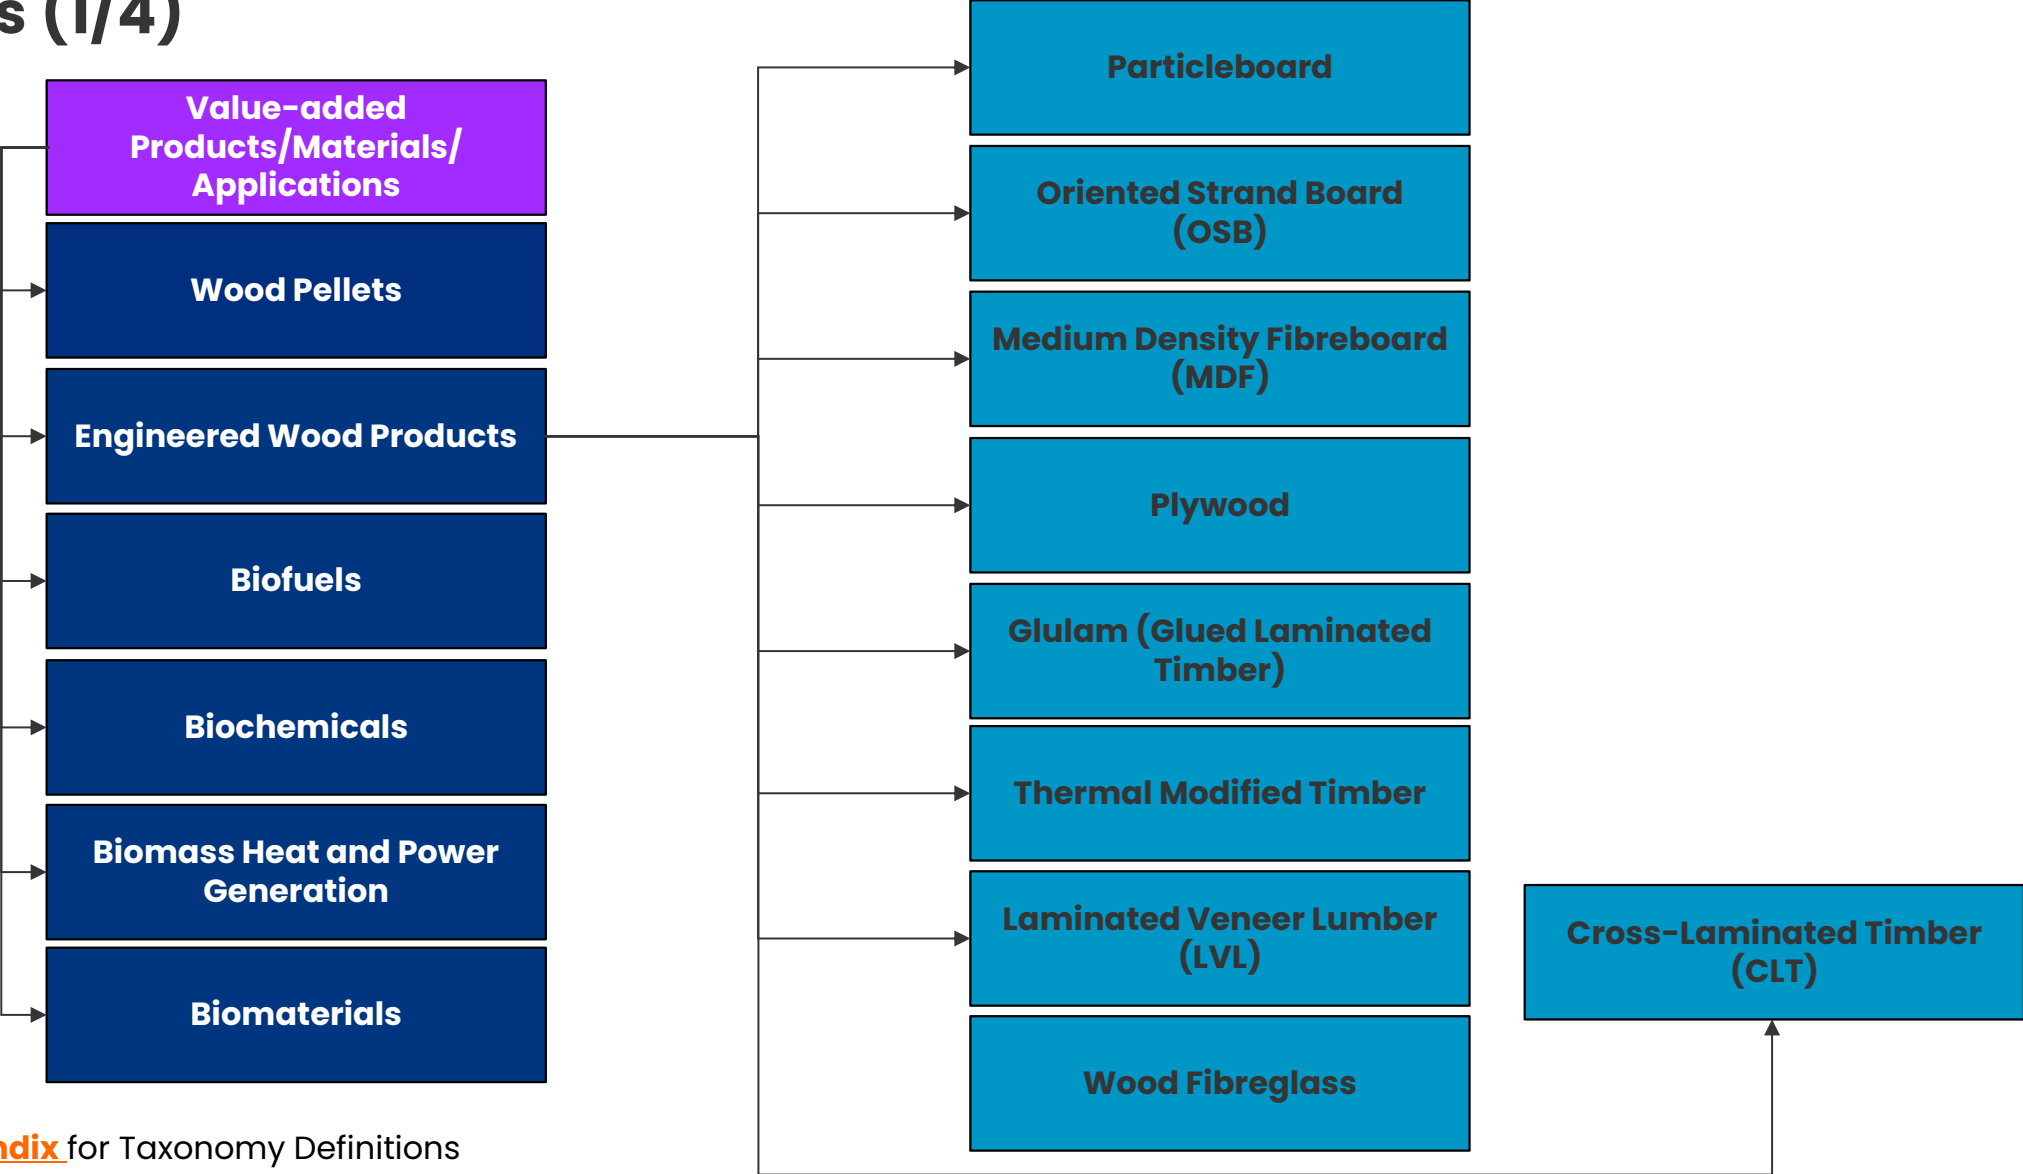 s (1/4)
Value-added
Products/Materials/
Applications
Wood Pellets
Engineered Wood Products
Biofuels
Biochemicals
Biomass Heat and Power
Generation
Biomaterials
ndix for Taxonomy Definitions
Particleboard
Oriented Strand Board
(OSB)
Medium Density Fibreboard
(MDF)
Plywood
Glulam (Glued Laminated
Timber)
Thermal Modified Timber
Laminated Veneer Lumber
(LVL)
Wood Fibreglass
Cross-Laminated Timber
(CLT)